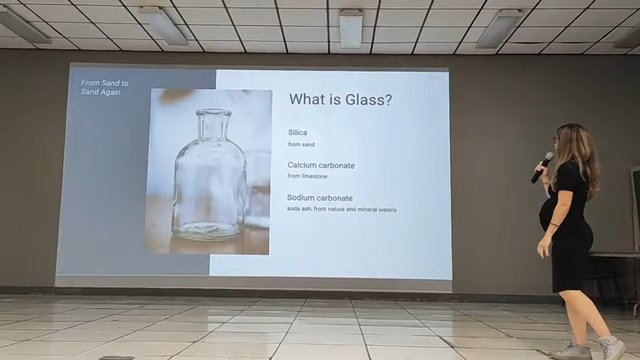 From Sand to
Sand Again
What is Glass?
Silica
from sand
Calcium carbonate
from limestone
Sodium carbonate
soda ash, from nature and mineral waters